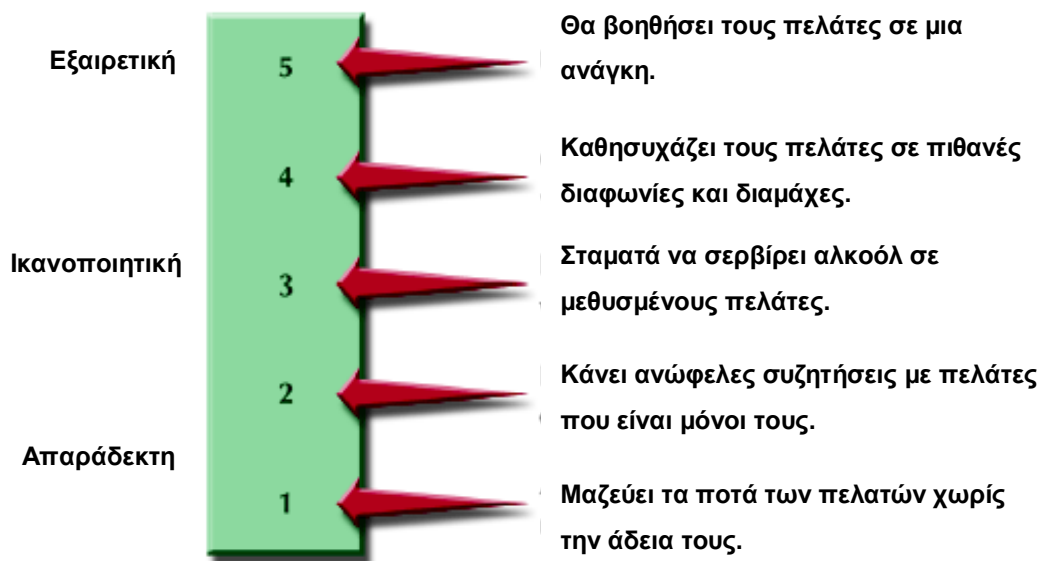 Εξαιρετική
5
Θα βοηθήσει τους πελάτες σε μια
ανάγκη.
4
Καθησυχάζει τους πελάτες σε πιθανές
διαφωνίες και διαμάχες.
Ικανοποιητική
3
Σταματά να σερβίρει αλκοόλ σε
μεθυσμένους πελάτες.
2
Κάνει ανώφελες συζητήσεις με πελάτες
που είναι μόνοι τους.
Απαράδεκτη
1
Μαζεύει τα ποτά των πελατών χωρίς
την άδεια τους.